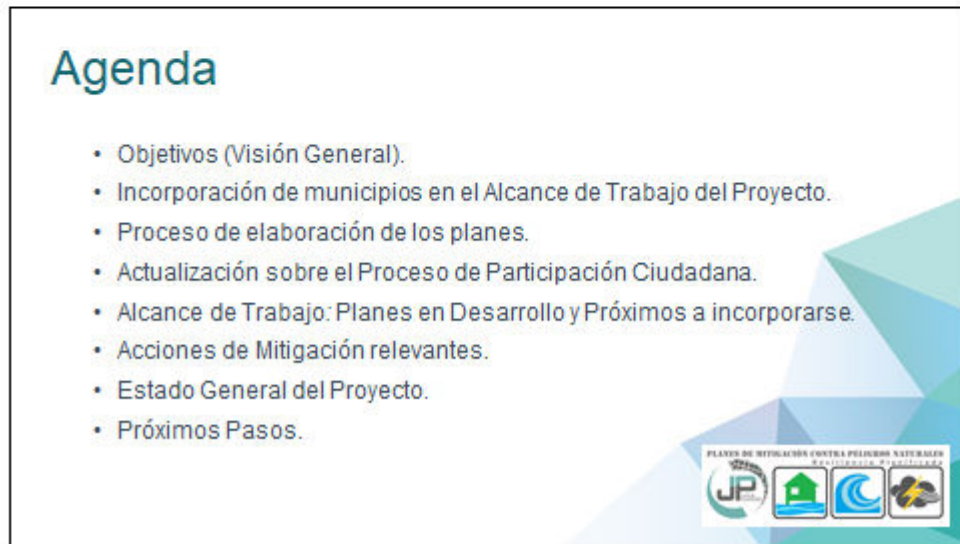 Agenda
• Objetivos (Visión General).
• Incorporación de municipios en el Alcance de Trabajo del Proyecto.
• Proceso de elaboración de los planes.
• Actualización sobre el Proceso de Participación Ciudadana.
• Alcance de Trabajo: Planes en Desarrollo y Próximos a incorporarse.
• Acciones de Mitigación relevantes.
• Estado General del Proyecto.
• Próximos Pasos.
PLANES DE MITIGACIÓN CONTRA PELIGROS NATURALES
Resiliencia Planificada
JP